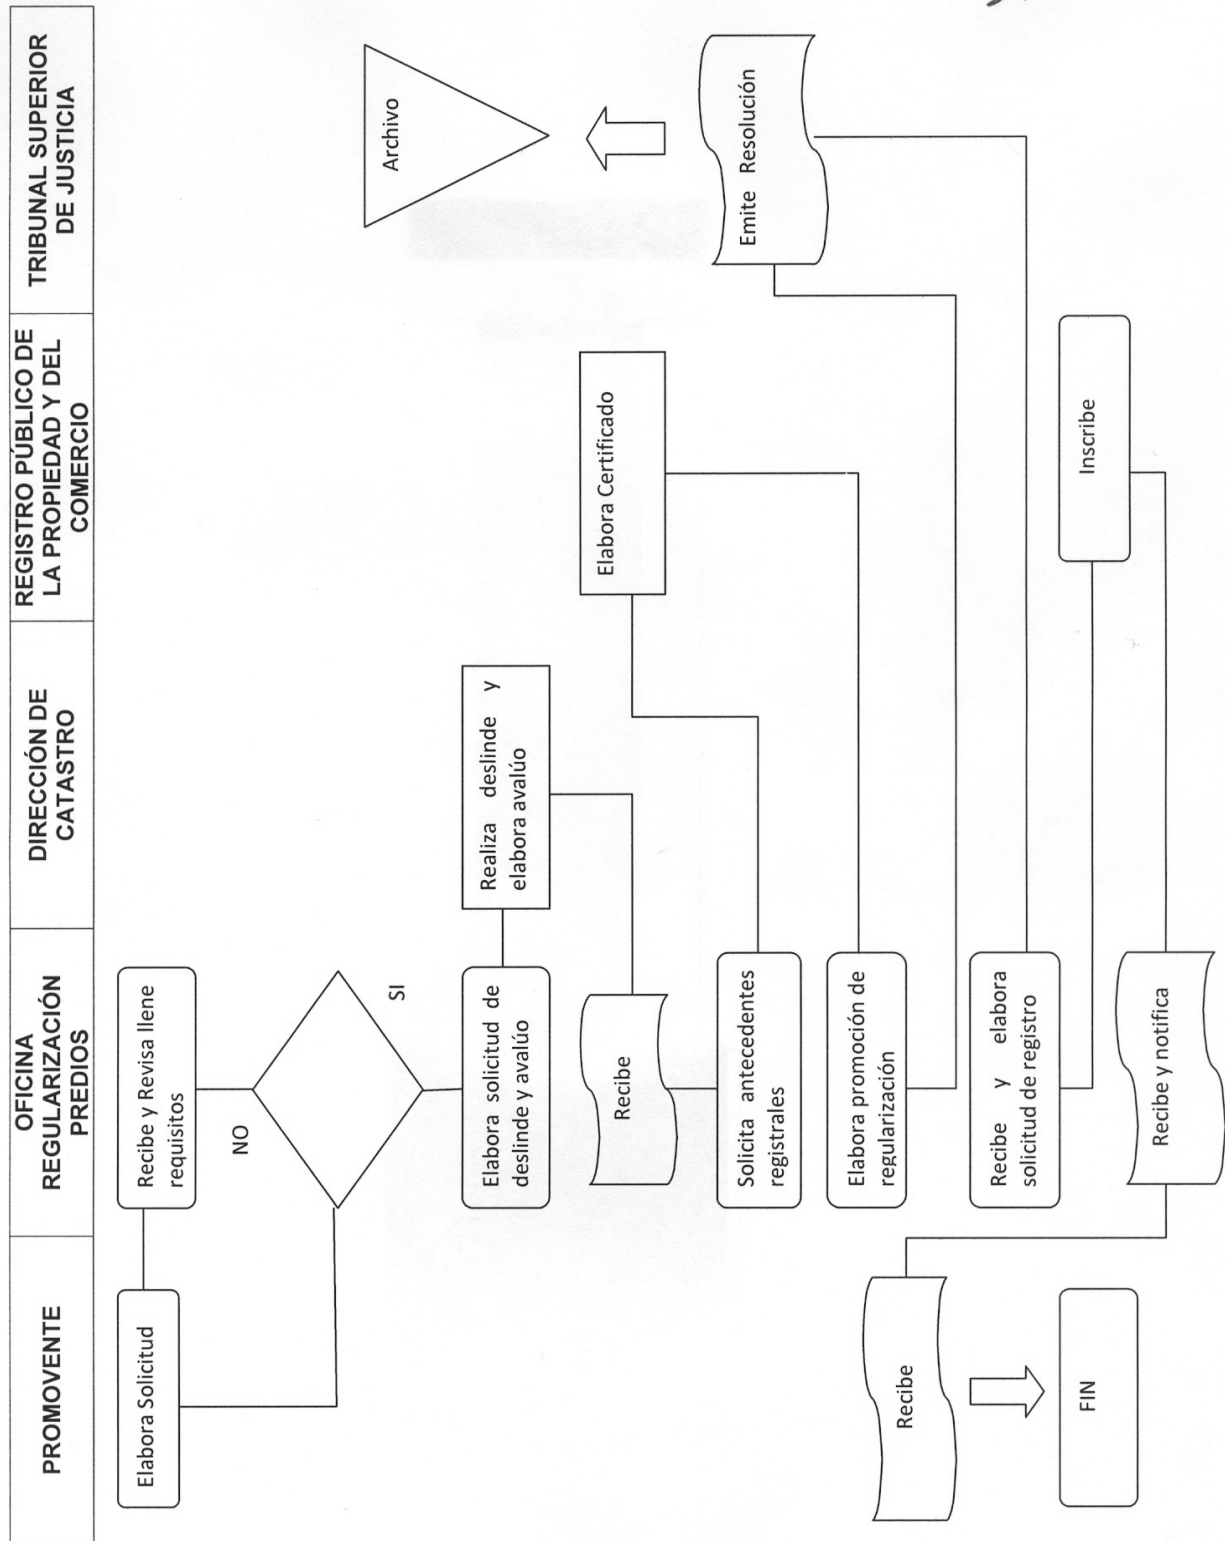 PROMOVENTE
OFICINA
REGULARIZACIÓN
PREDIOS
DIRECCIÓN DE
CATASTRO
REGISTRO PÚBLICO DE
LA PROPIEDAD Y DEL
COMERCIO
TRIBUNAL SUPERIOR
DE JUSTICIA
Elabora Solicitud
Recibe y Revisa llene
requisitos
NO
SI
Elabora solicitud de
deslinde y avalúo
Realiza deslinde y
elabora avalúo
Recibe
Solicita antecedentes
registrales
Elabora Certificado
Elabora promoción de
regularización
Emite Resolución
Archivo
Recibe y elabora
solicitud de registro
Inscribe
Recibe y notifica
Recibe
FIN